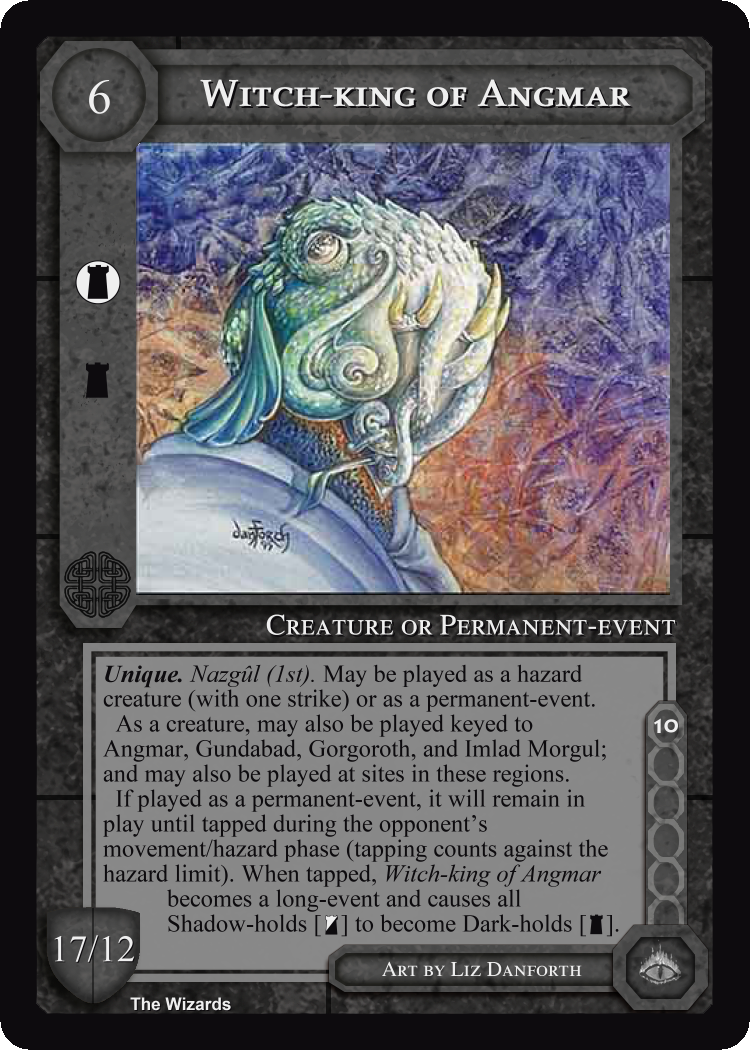 6
WITCH-KING OF ANGMAR
danForth
'97
CREATURE OR PERMANENT-EVENT
Unique. Nazgûl (1st). May be played as a hazard
creature (with one strike) or as a permanent-event.
As a creature, may also be played keyed to
Angmar, Gundabad, Gorgoroth, and Imlad Morgul;
and may also be played at sites in these regions.
If played as a permanent-event, it will remain in
play until tapped during the opponent's
movement/hazard phase (tapping counts against the
hazard limit). When tapped, Witch-king of Angmar
becomes a long-event and causes all
Shadow-holds [ ] to become Dark-holds [ ].
10
17/12
ART BY LIZ DANFORTH
The Wizards